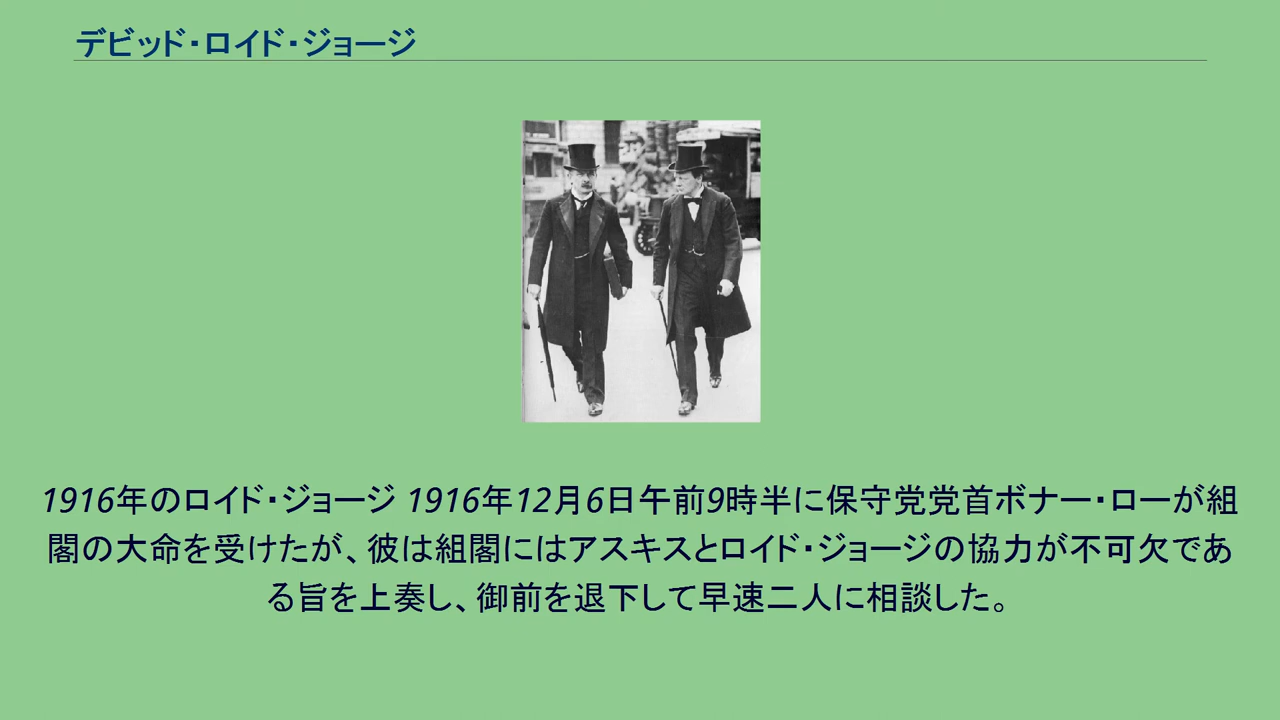 デビッド・ロイド・ジョージ
1916年のロイド・ジョージ 1916年12月6日午前9時半に保守党党首ボナー・ローが組
閣の大命を受けたが、彼は組閣にはアスキスとロイド・ジョージの協力が不可欠であ
る旨を上奏し、御前を退下して早速二人に相談した。